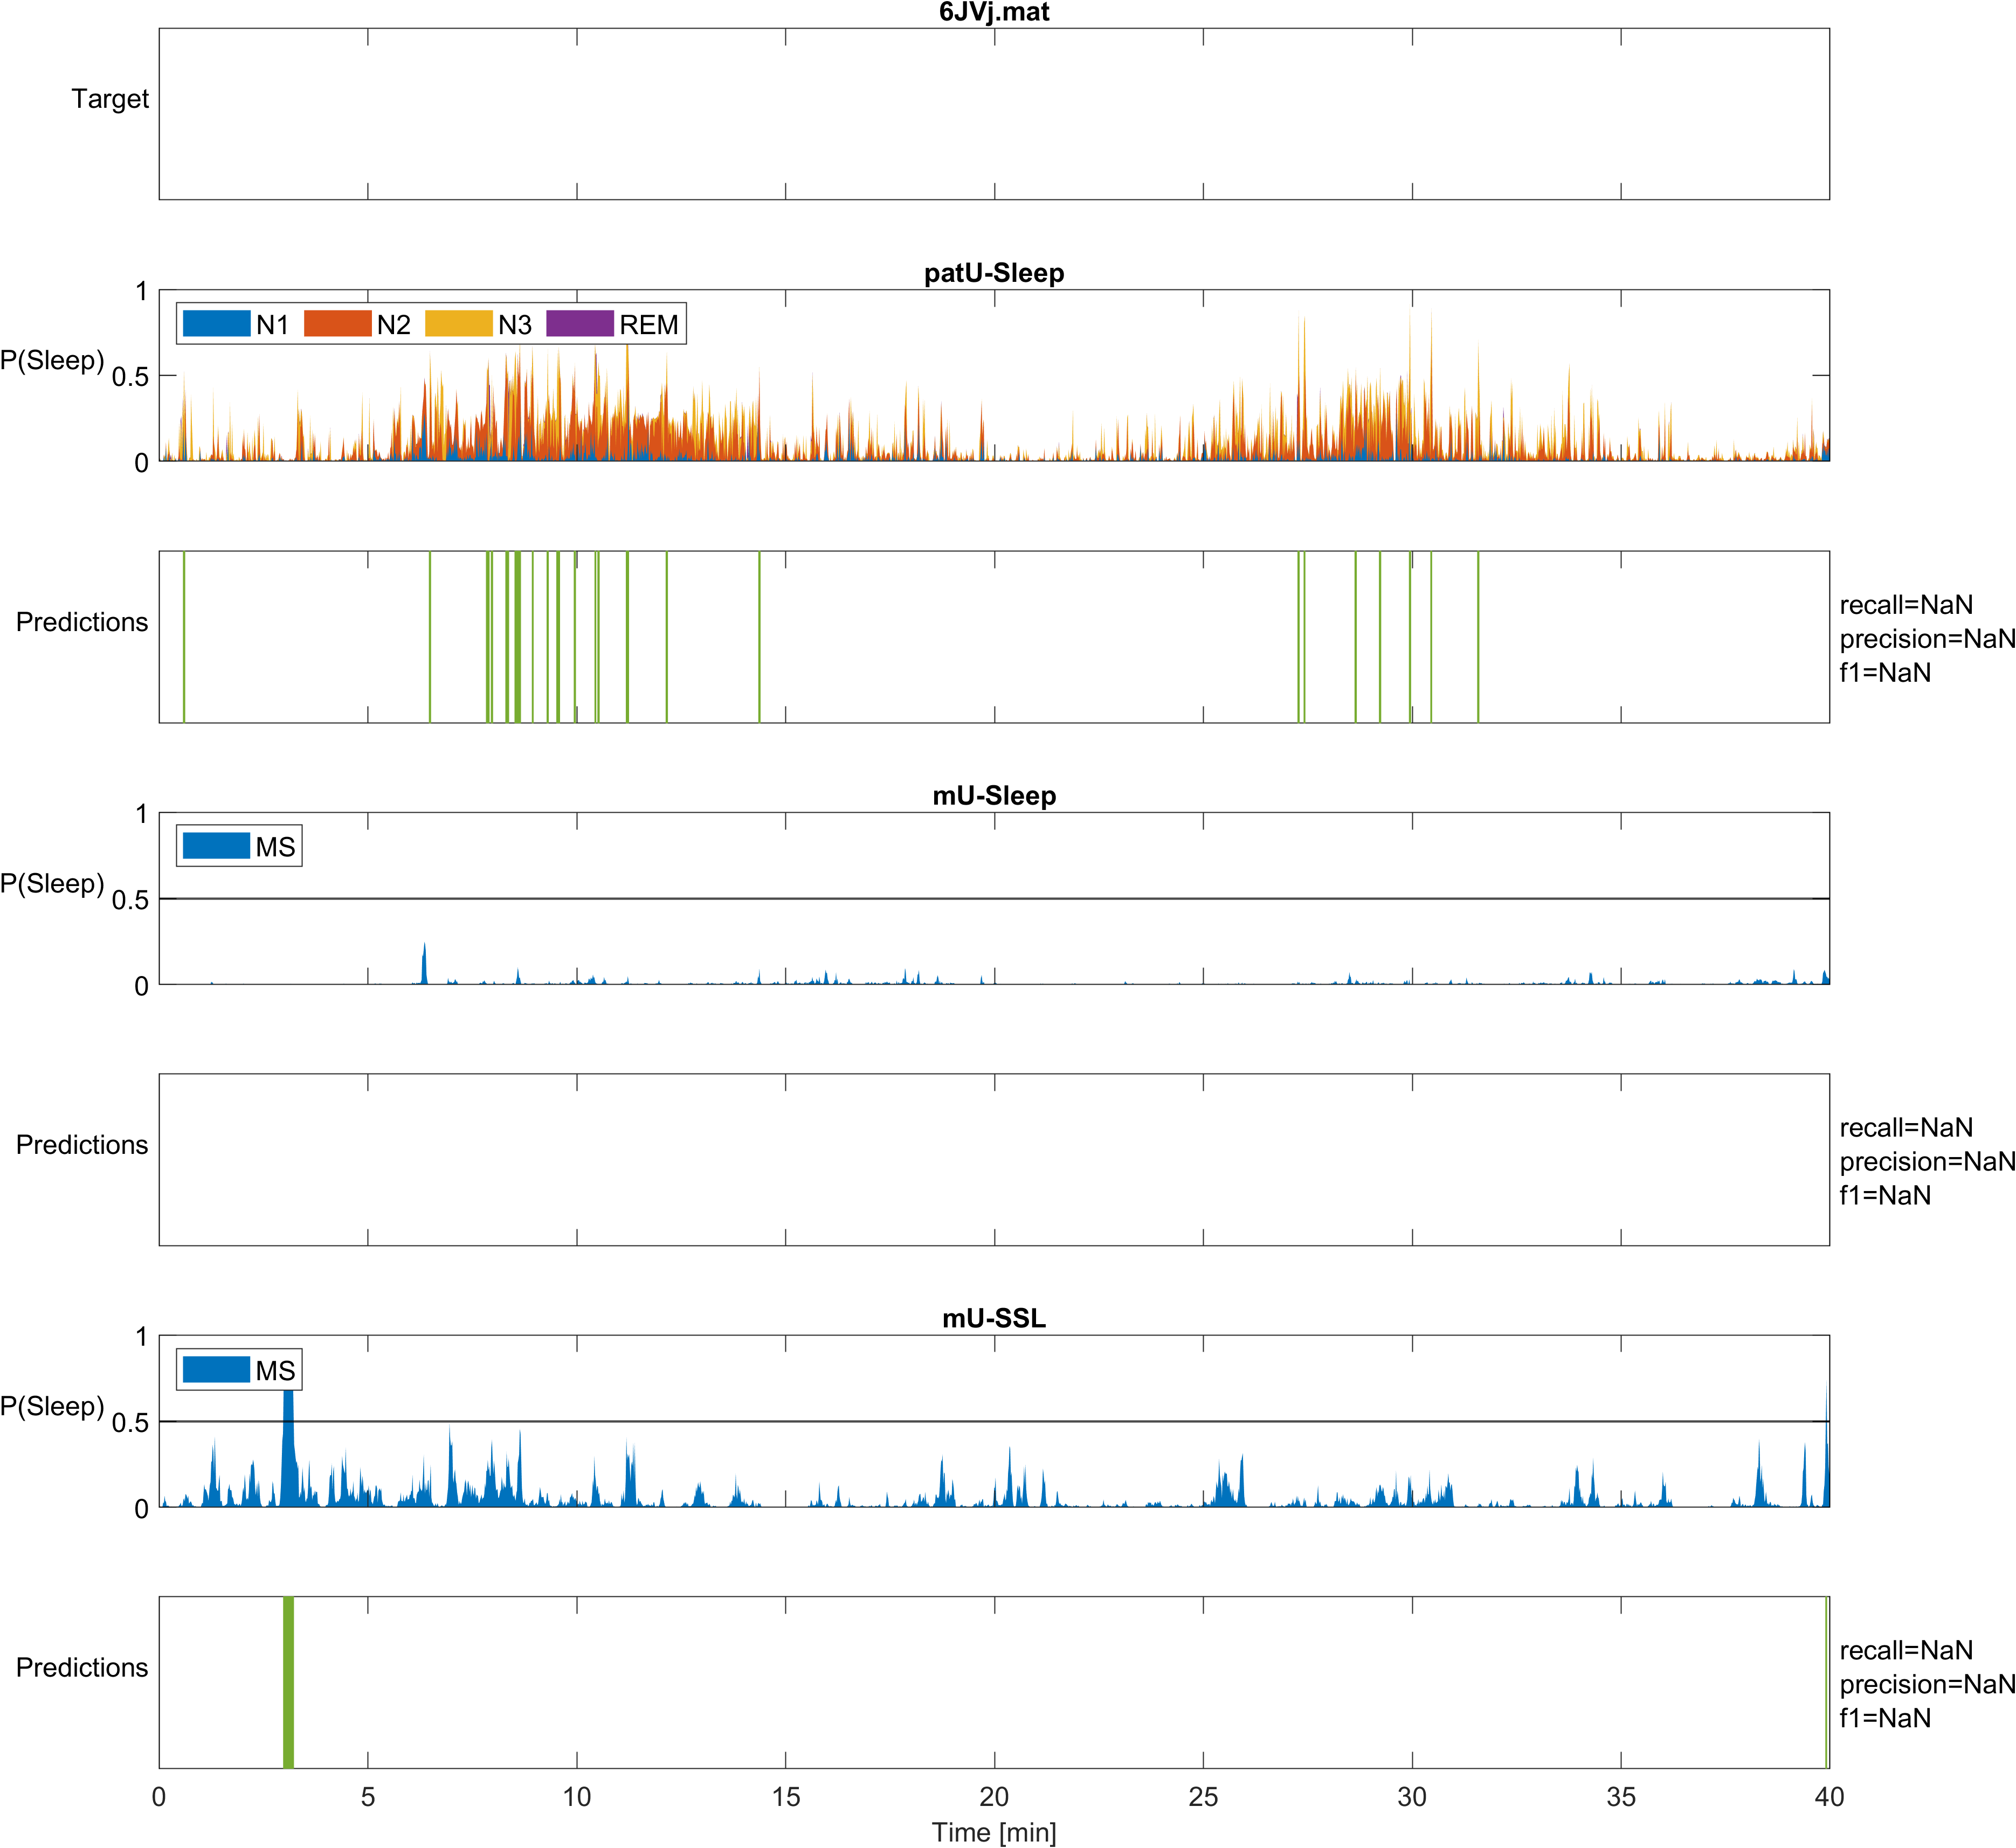 6JVj.mat
Target
patU-Sleep
1
N1 N2 N3 REM
P(Sleep)
0.5
0
Predictions
recall=NaN
precision=NaN
f1=NaN
mU-Sleep
1
MS
P(Sleep)
0.5
0
Predictions
recall=NaN
precision=NaN
f1=NaN
mU-SSL
1
MS
P(Sleep)
0.5
0
Predictions
recall=NaN
precision=NaN
f1=NaN
0 5 10 15 20 25 30 35 40
Time [min]